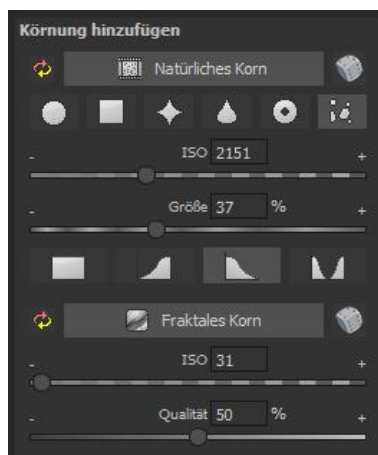 Körnung hinzufügen
Natürliches Korn
- ISO 2151 +
- Größe 37 % +
Fraktales Korn
- ISO 31 +
- Qualität 50 % +